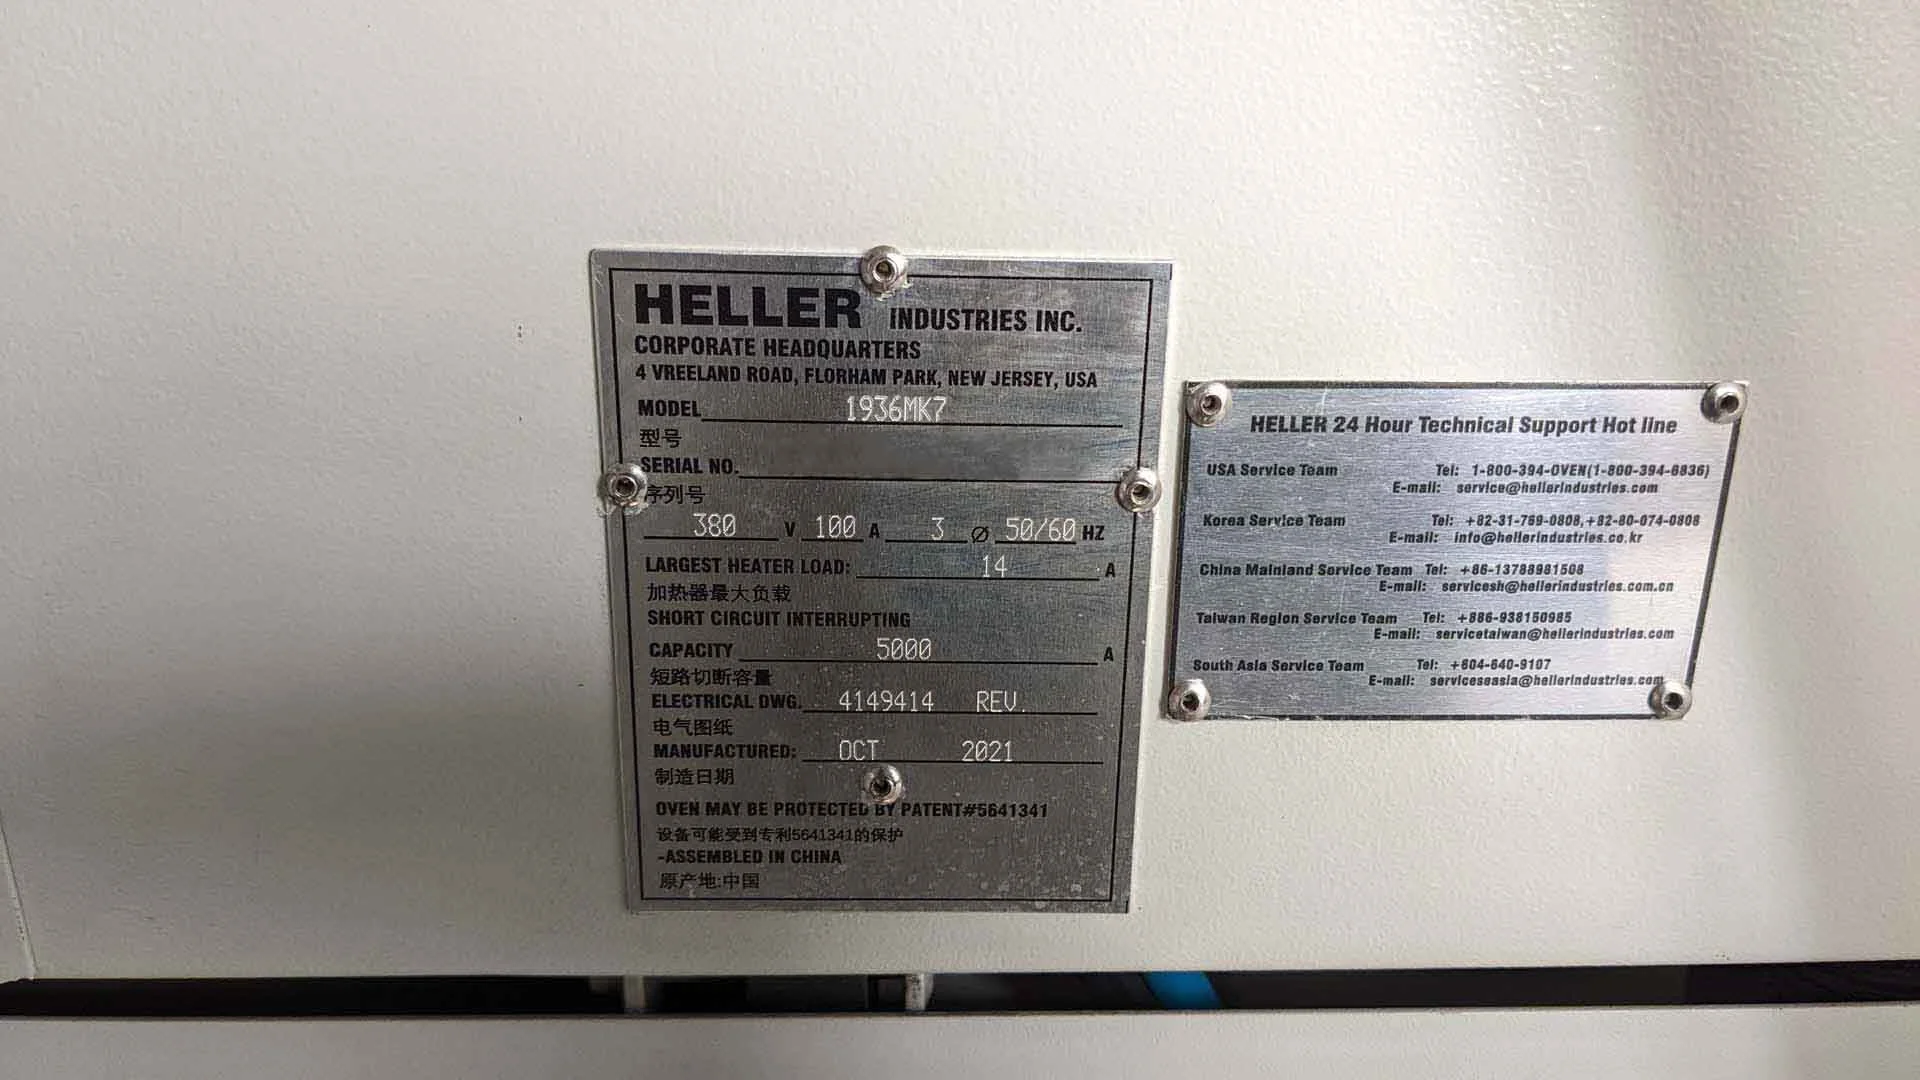 HELLER INDUSTRIES INC.
CORPORATE HEADQUARTERS
4 VREELAND ROAD, FLORHAM PARK, NEW JERSEY, USA
MODEL 1936MK7
型号
SERIAL NO.
序列号
380 V 100 A 3 Ø 50/60 HZ
LARGEST HEATER LOAD: 14 A
加热器最大负载
SHORT CIRCUIT INTERRUPTING
CAPACITY 5000 A
短路切断容量
ELECTRICAL DWG. 4149414 REV.
电气图纸
MANUFACTURED: OCT 2021
制造日期
OVEN MAY BE PROTECTED BY PATENT#5641341
设备可能受到专利5641341的保护
-ASSEMBLED IN CHINA
原产地:中国
HELLER 24 Hour Technical Support Hot line
USA Service Team Tel: 1-800-394-OVEN(1-800-394-6836)
E-mail: service@hellerindustries.com
Korea Service Team Tel: +82-31-769-0808,+82-80-074-0808
E-mail: info@hellerindustries.co.kr
China Mainland Service Team Tel: +86-13788981508
E-mail: servicesh@hellerindustries.com.cn
Taiwan Region Service Team Tel: +886-938150985
E-mail: servicetaiwan@hellerindustries.com
South Asia Service Team Tel: +604-640-9107
E-mail: serviceseasia@hellerindustries.com